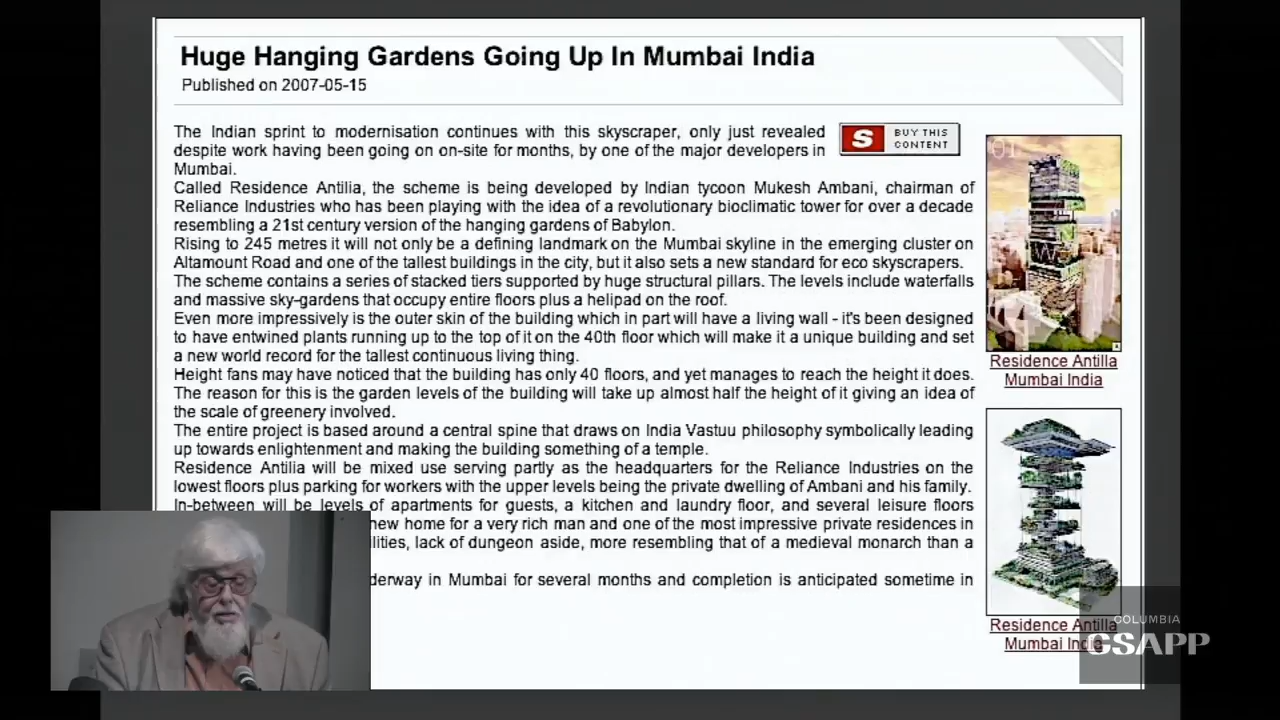 Huge Hanging Gardens Going Up In Mumbai India
Published on 2007-05-15
The Indian sprint to modernisation continues with this skyscraper, only just revealed
despite work having been going on on-site for months, by one of the major developers in
Mumbai.
S BUY THIS
CONTENT
Called Residence Antilia, the scheme is being developed by Indian tycoon Mukesh Ambani, chairman of
Reliance Industries who has been playing with the idea of a revolutionary bioclimatic tower for over a decade
resembling a 21st century version of the hanging gardens of Babylon.
Rising to 245 metres it will not only be a defining landmark on the Mumbai skyline in the emerging cluster on
Altamount Road and one of the tallest buildings in the city, but it also sets a new standard for eco skyscrapers.
The scheme contains a series of stacked tiers supported by huge structural pillars. The levels include waterfalls
and massive sky-gardens that occupy entire floors plus a helipad on the roof.
Even more impressively is the outer skin of the building which in part will have a living wall - it's been designed
to have entwined plants running up to the top of it on the 40th floor which will make it a unique building and set
a new world record for the tallest continuous living thing.
Height fans may have noticed that the building has only 40 floors, and yet manages to reach the height it does.
The reason for this is the garden levels of the building will take up almost half the height of it giving an idea of
the scale of greenery involved.
The entire project is based around a central spine that draws on India Vastuu philosophy symbolically leading
up towards enlightenment and making the building something of a temple.
Residence Antilia will be mixed use serving partly as the headquarters for the Reliance Industries on the
lowest floors plus parking for workers with the upper levels being the private dwelling of Ambani and his family.
In-between will be levels of apartments for guests, a kitchen and laundry floor, and several leisure floors
new home for a very rich man and one of the most impressive private residences in
lities, lack of dungeon aside, more resembling that of a medieval monarch than a
derway in Mumbai for several months and completion is anticipated sometime in
01
Residence Antilla
Mumbai India
Residence Antilla
Mumbai India
COLUMBIA
GSAPP